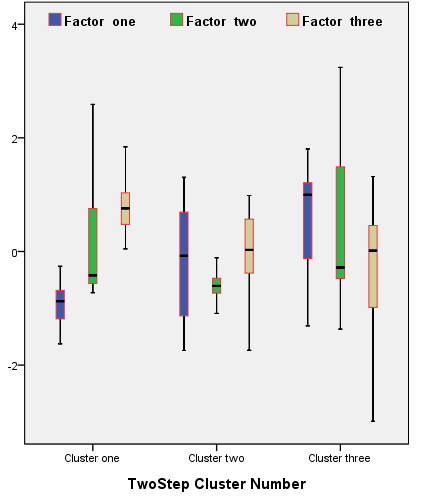 Factor one Factor two Factor three
4
2
0
-2
Cluster one Cluster two Cluster three
TwoStep Cluster Number